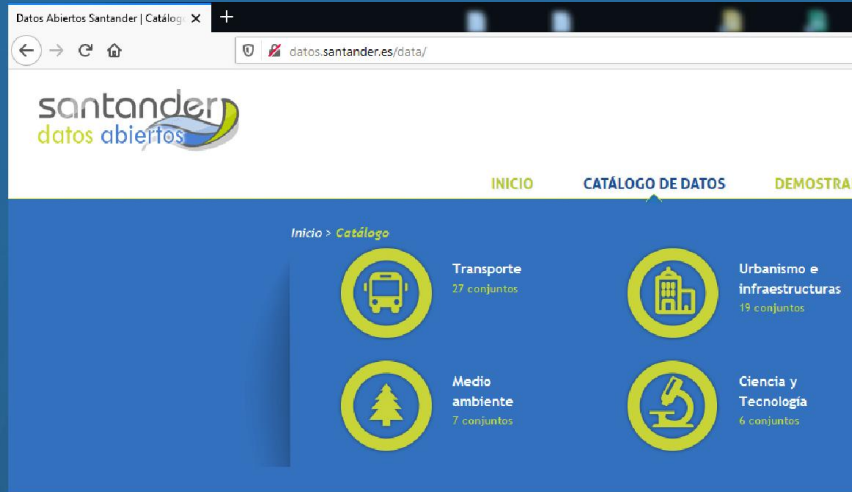 Datos Abiertos Santander | Catálog
datos.santander.es/data/
santander
datos abiertos
INICIO
CATÁLOGO DE DATOS
DEMOSTRA
Inicio > Catálogo
Transporte
27 conjuntos
Urbanismo e
infraestructuras
19 conjuntos
Medio
ambiente
7 conjuntos
Ciencia y
Tecnología
6 conjuntos